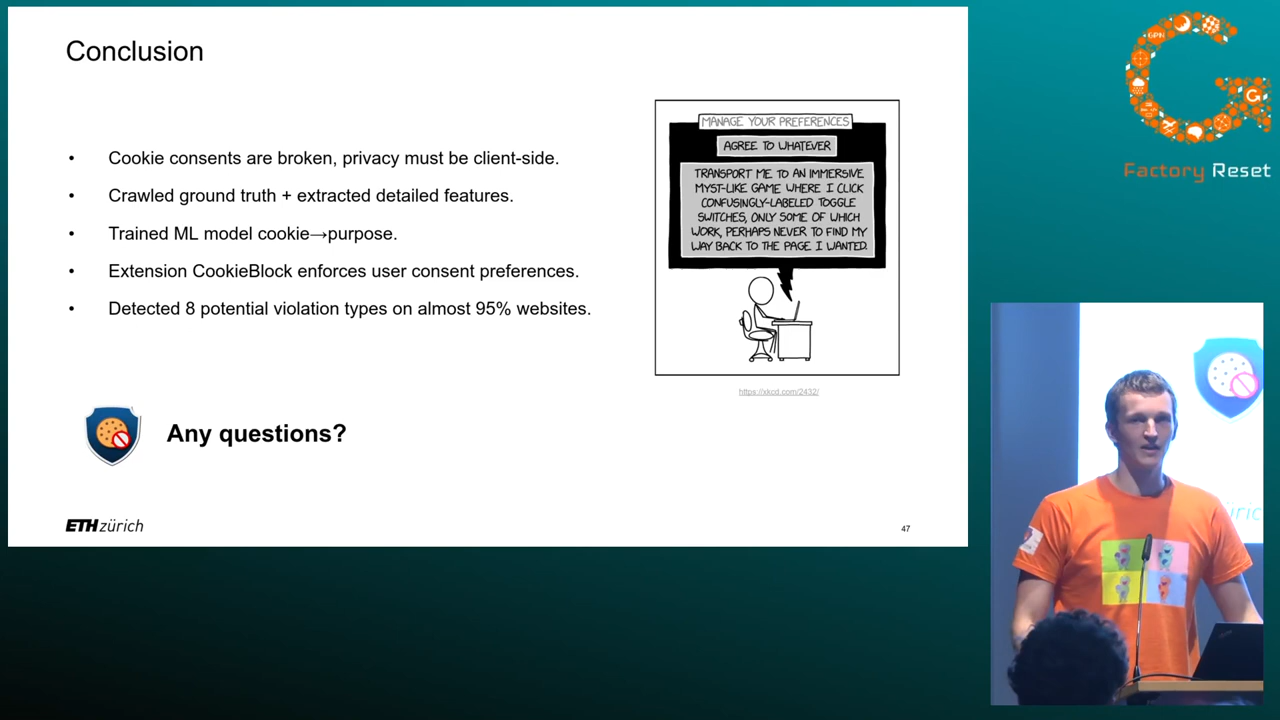 Conclusion
• Cookie consents are broken, privacy must be client-side.
• Crawled ground truth + extracted detailed features.
• Trained ML model cookie→purpose.
• Extension CookieBlock enforces user consent preferences.
• Detected 8 potential violation types on almost 95% websites.
MANAGE YOUR PREFERENCES
AGREE TO WHATEVER
TRANSPORT ME TO AN IMMERSIVE
MYST-LIKE GAME WHERE I CLICK
CONFUSINGLY-LABELED TOGGLE
SWITCHES, ONLY SOME OF WHICH
WORK, PERHAPS NEVER TO FIND MY
WAY BACK TO THE PAGE I WANTED.
https://xkcd.com/2432/
Any questions?
ETH zürich
47
GPN
G
Factory Reset